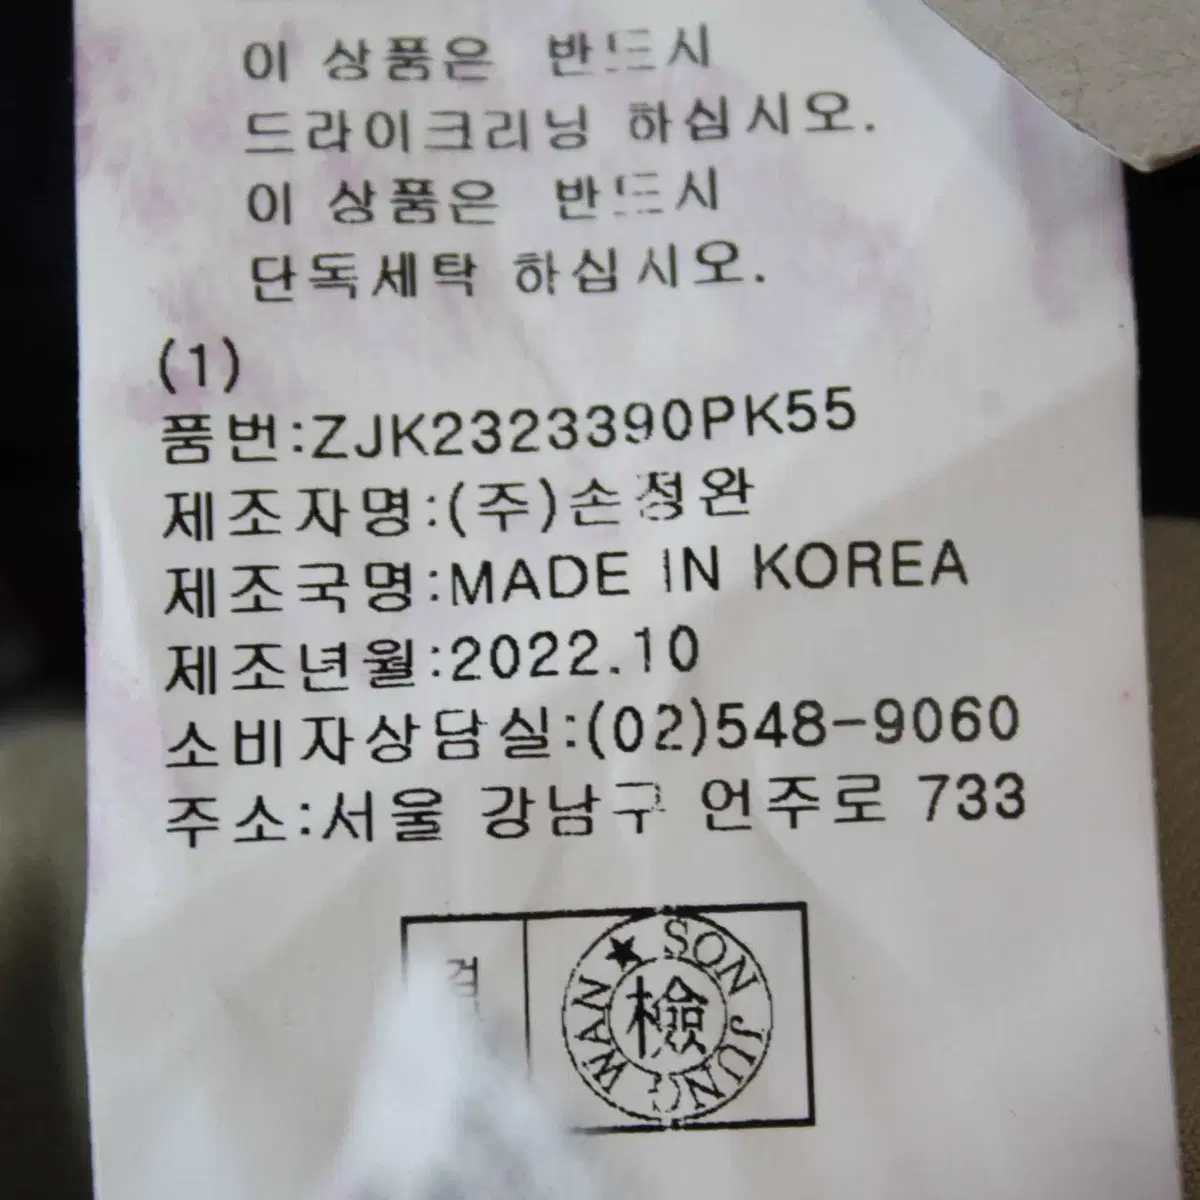 이 상품은 반드시
드라이크리닝 하십시오.
이 상품은 반드시
단독세탁 하십시오.
(1)
품번:ZJK2323390PK55
제조자명:(주)손정완
제조국명:MADE IN KOREA
제조년월:2022.10
소비자상담실:(02)548-9060
주소:서울 강남구 언주로 733
SON JUNG WAN ★
檢